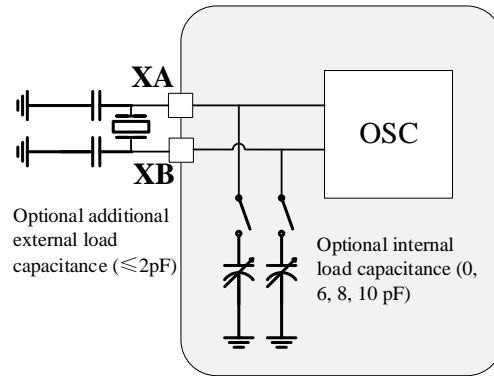 XA
OSC
XB
Optional additional
external load
capacitance (≤2pF)
Optional internal
load capacitance (0,
6, 8, 10 pF)